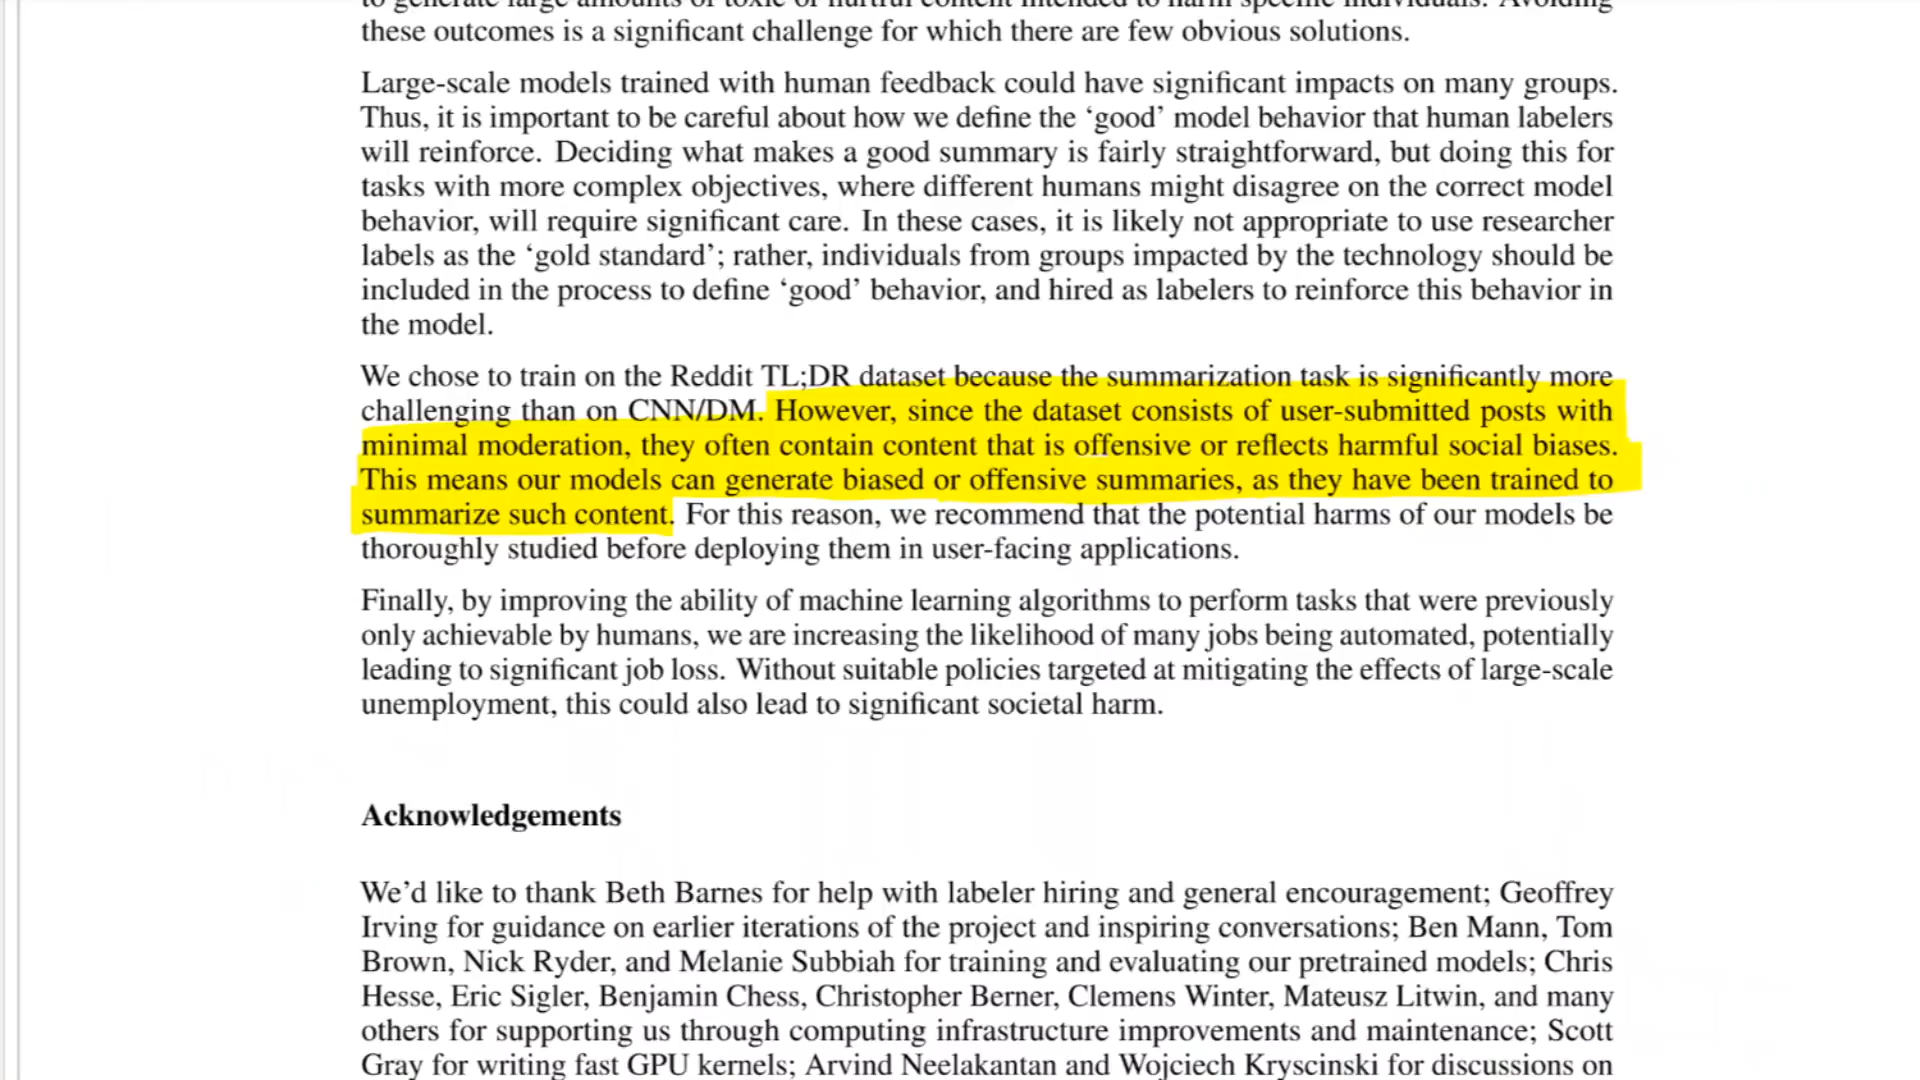 to generate large amounts of toxic or hurtful content intended to harm specific individuals. Avoiding
these outcomes is a significant challenge for which there are few obvious solutions.
Large-scale models trained with human feedback could have significant impacts on many groups.
Thus, it is important to be careful about how we define the ‘good’ model behavior that human labelers
will reinforce. Deciding what makes a good summary is fairly straightforward, but doing this for
tasks with more complex objectives, where different humans might disagree on the correct model
behavior, will require significant care. In these cases, it is likely not appropriate to use researcher
labels as the ‘gold standard’; rather, individuals from groups impacted by the technology should be
included in the process to define ‘good’ behavior, and hired as labelers to reinforce this behavior in
the model.
We chose to train on the Reddit TL;DR dataset because the summarization task is significantly more
challenging than on CNN/DM. However, since the dataset consists of user-submitted posts with
minimal moderation, they often contain content that is offensive or reflects harmful social biases.
This means our models can generate biased or offensive summaries, as they have been trained to
summarize such content. For this reason, we recommend that the potential harms of our models be
thoroughly studied before deploying them in user-facing applications.
Finally, by improving the ability of machine learning algorithms to perform tasks that were previously
only achievable by humans, we are increasing the likelihood of many jobs being automated, potentially
leading to significant job loss. Without suitable policies targeted at mitigating the effects of large-scale
unemployment, this could also lead to significant societal harm.
Acknowledgements
We’d like to thank Beth Barnes for help with labeler hiring and general encouragement; Geoffrey
Irving for guidance on earlier iterations of the project and inspiring conversations; Ben Mann, Tom
Brown, Nick Ryder, and Melanie Subbiah for training and evaluating our pretrained models; Chris
Hesse, Eric Sigler, Benjamin Chess, Christopher Berner, Clemens Winter, Mateusz Litwin, and many
others for supporting us through computing infrastructure improvements and maintenance; Scott
Gray for writing fast GPU kernels; Arvind Neelakantan and Wojciech Kryscinski for discussions on